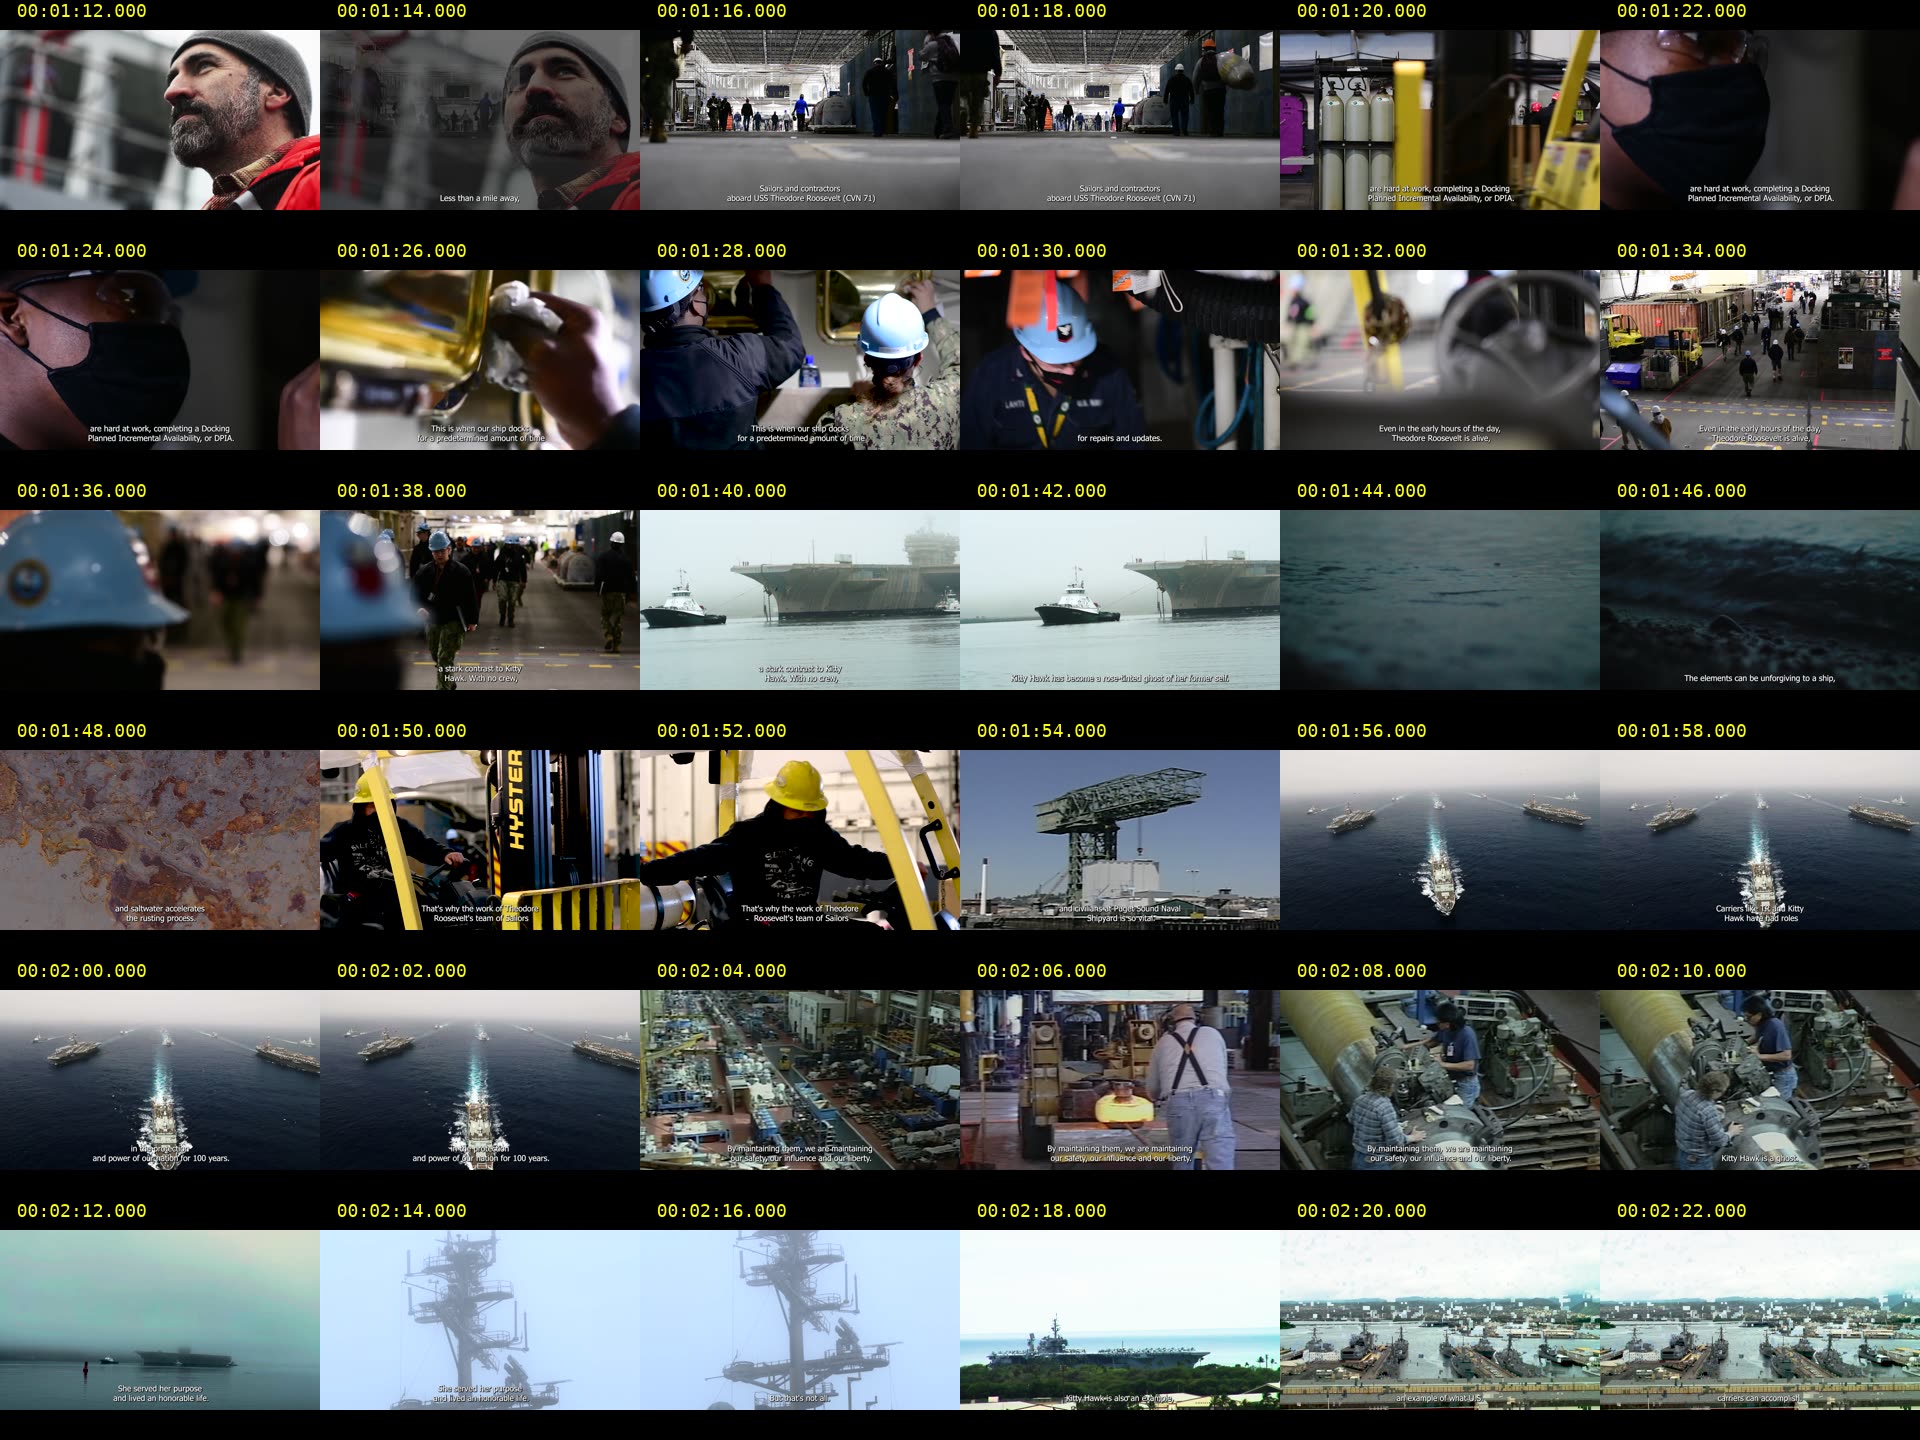 00:01:12.000
00:01:14.000
00:01:16.000
00:01:18.000
00:01:20.000
00:01:22.000
Less than a mile away,
Sailors and contractors
aboard USS Theodore Roosevelt (CVN 71)
Sailors and contractors
aboard USS Theodore Roosevelt (CVN 71)
are hard at work, completing a Docking
Planned Incremental Availability, or DPIA.
are hard at work, completing a Docking
Planned Incremental Availability, or DPIA.
00:01:24.000
00:01:26.000
00:01:28.000
00:01:30.000
00:01:32.000
00:01:34.000
are hard at work, completing a Docking
Planned Incremental Availability, or DPIA.
This is when our ship docks
for a predetermined amount of time
This is when our ship docks
for a predetermined amount of time
LAHTI
for repairs and updates.
Even in the early hours of the day,
Theodore Roosevelt is alive,
Even in the early hours of the day,
Theodore Roosevelt is alive,
00:01:36.000
00:01:38.000
00:01:40.000
00:01:42.000
00:01:44.000
00:01:46.000
a stark contrast to Kitty
Hawk. With no crew,
a stark contrast to Kitty
Hawk. With no crew,
Kitty Hawk has become a rose-tinted ghost of her former self.
The elements can be unforgiving to a ship,
00:01:48.000
00:01:50.000
00:01:52.000
00:01:54.000
00:01:56.000
00:01:58.000
and saltwater accelerates
the rusting process.
HYSTER
That's why the work of Theodore
Roosevelt's team of Sailors
That's why the work of Theodore
Roosevelt's team of Sailors
and civilians at Puget Sound Naval
Shipyard is so vital.
Carriers like TR and Kitty
Hawk have had roles
00:02:00.000
00:02:02.000
00:02:04.000
00:02:06.000
00:02:08.000
00:02:10.000
in the projection
and power of our nation for 100 years.
in the projection
and power of our nation for 100 years.
By maintaining them, we are maintaining
our safety, our influence and our liberty.
By maintaining them, we are maintaining
our safety, our influence and our liberty.
By maintaining them, we are maintaining
our safety, our influence and our liberty.
Kitty Hawk is a ghost.
00:02:12.000
00:02:14.000
00:02:16.000
00:02:18.000
00:02:20.000
00:02:22.000
She served her purpose
and lived an honorable life.
She served her purpose
and lived an honorable life.
But that's not all.
Kitty Hawk is also an example,
an example of what U.S.
carriers can accomplish